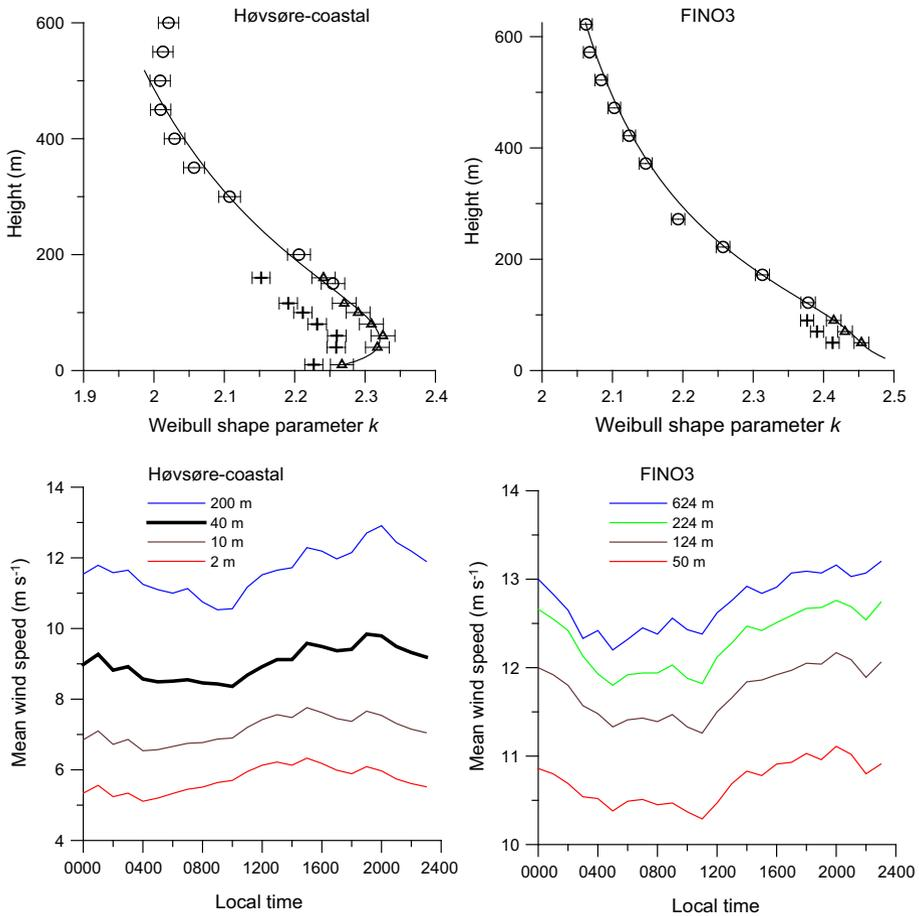 Høvsøre-coastal
600
400
200
0
Height (m)
1.9 2 2.1 2.2 2.3 2.4
Weibull shape parameter k
FINO3
600
400
200
0
Height (m)
2 2.1 2.2 2.3 2.4 2.5
Weibull shape parameter k
Høvsøre-coastal
200 m
40 m
10 m
2 m
14
12
10
8
6
4
Mean wind speed (m s-1)
0000 0400 0800 1200 1600 2000 2400
Local time
FINO3
624 m
224 m
124 m
50 m
14
13
12
11
10
Mean wind speed (m s-1)
0000 0400 0800 1200 1600 2000 2400
Local time